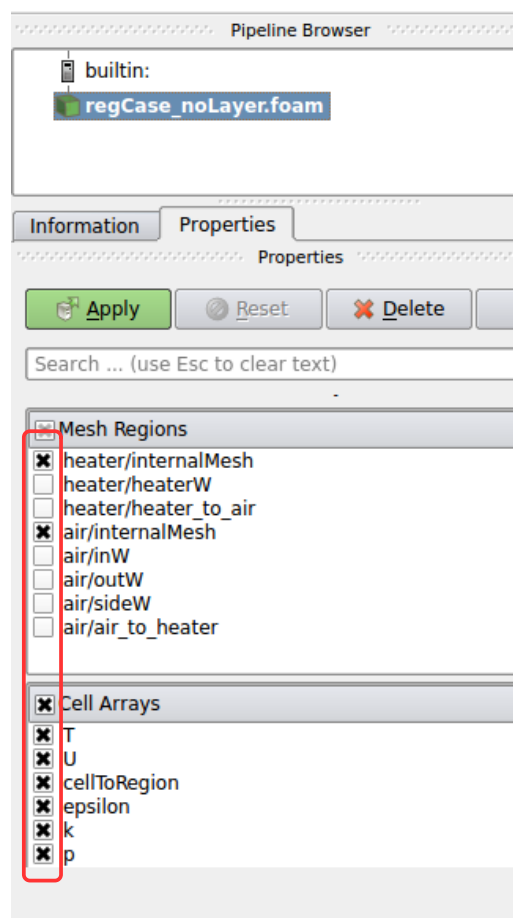 Pipeline Browser
builtin:
regCase_noLayer.foam
Information Properties
Properties
Apply Reset Delete
Search ... (use Esc to clear text)
Mesh Regions
heater/internalMesh
heater/heaterW
heater/heater_to_air
air/internalMesh
air/inW
air/outW
air/sideW
air/air_to_heater
Cell Arrays
T
U
cellToRegion
epsilon
k
p